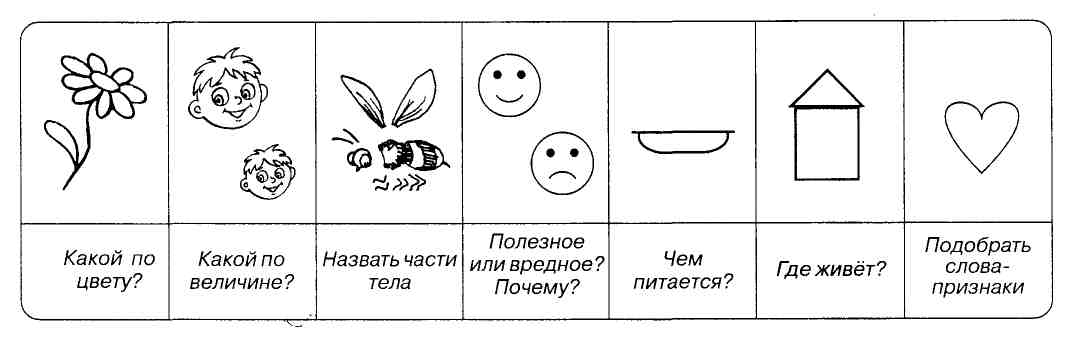 Какой по
цвету?
Какой по
величине?
Назвать части
тела
Полезное
или вредное?
Почему?
Чем
питается?
Где живёт?
Подобрать
слова-
признаки